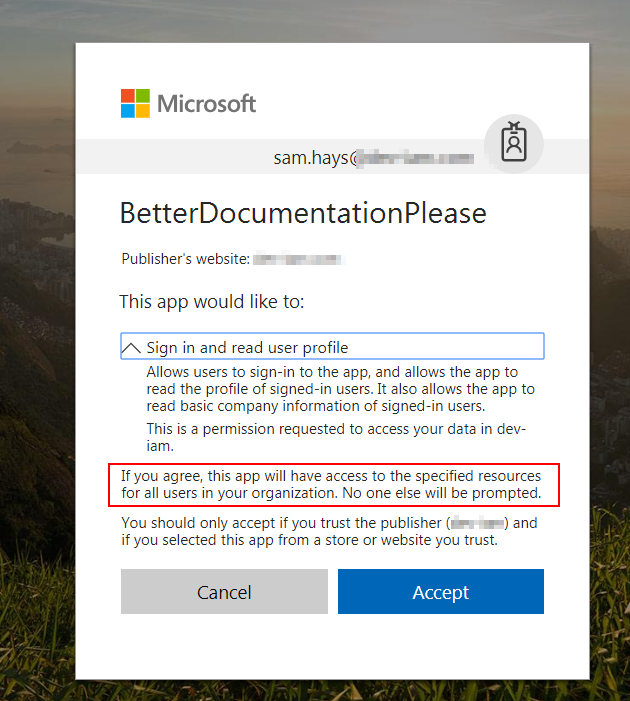 Microsoft
sam.hays@
BetterDocumentationPlease
Publisher's website:
This app would like to:
Sign in and read user profile
Allows users to sign-in to the app, and allows the app to
read the profile of signed-in users. It also allows the app to
read basic company information of signed-in users.
This is a permission requested to access your data in dev-
iam.
If you agree, this app will have access to the specified resources
for all users in your organization. No one else will be prompted.
You should only accept if you trust the publisher ( ) and
if you selected this app from a store or website you trust.
Cancel
Accept